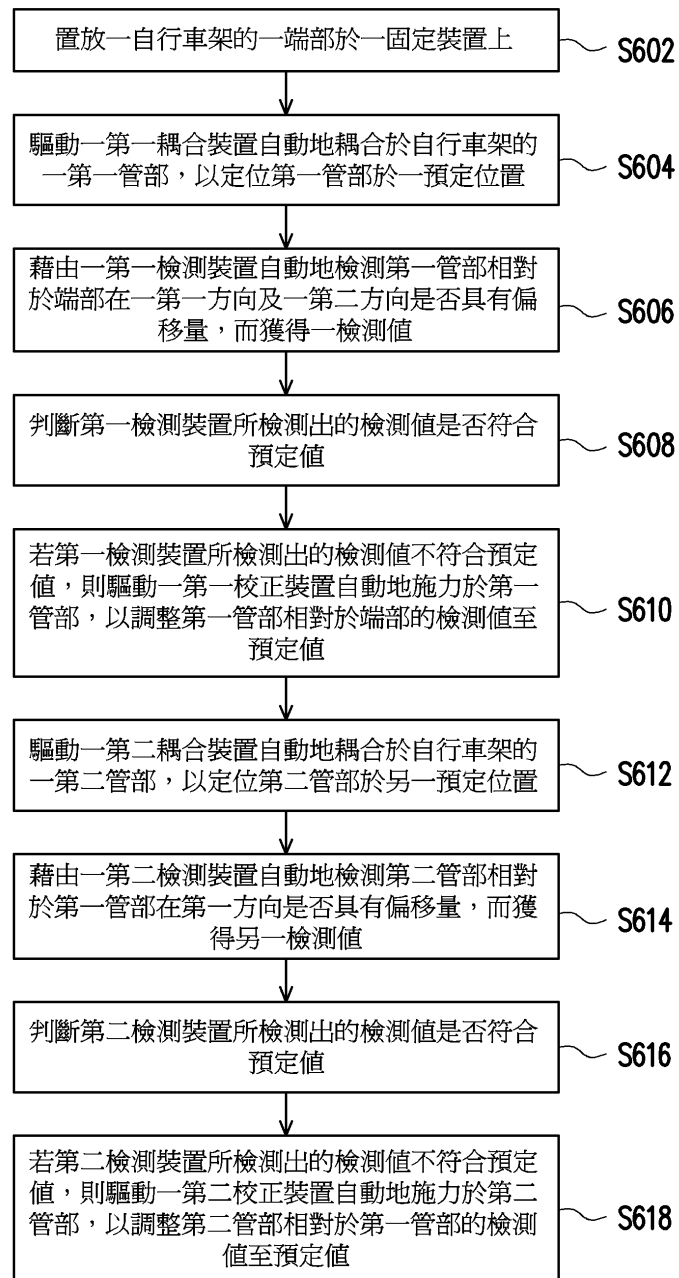 置放一自行車架的一端部於一固定裝置上
S602
驅動一第一耦合裝置自動地耦合於自行車架的
一第一管部，以定位第一管部於一預定位置
S604
藉由一第一檢測裝置自動地檢測第一管部相對
於端部在一第一方向及一第二方向是否具有偏
移量，而獲得一檢測值
S606
判斷第一檢測裝置所檢測出的檢測值是否符合
預定值
S608
若第一檢測裝置所檢測出的檢測值不符合預定
值，則驅動一第一校正裝置自動地施力於第一
管部，以調整第一管部相對於端部的檢測值至
預定值
S610
驅動一第二耦合裝置自動地耦合於自行車架的
一第二管部，以定位第二管部於另一預定位置
S612
藉由一第二檢測裝置自動地檢測第二管部相對
於第一管部在第一方向是否具有偏移量，而獲
得另一檢測值
S614
判斷第二檢測裝置所檢測出的檢測值是否符合
預定值
S616
若第二檢測裝置所檢測出的檢測值不符合預定
值，則驅動一第二校正裝置自動地施力於第二
管部，以調整第二管部相對於第一管部的檢測
值至預定值
S618